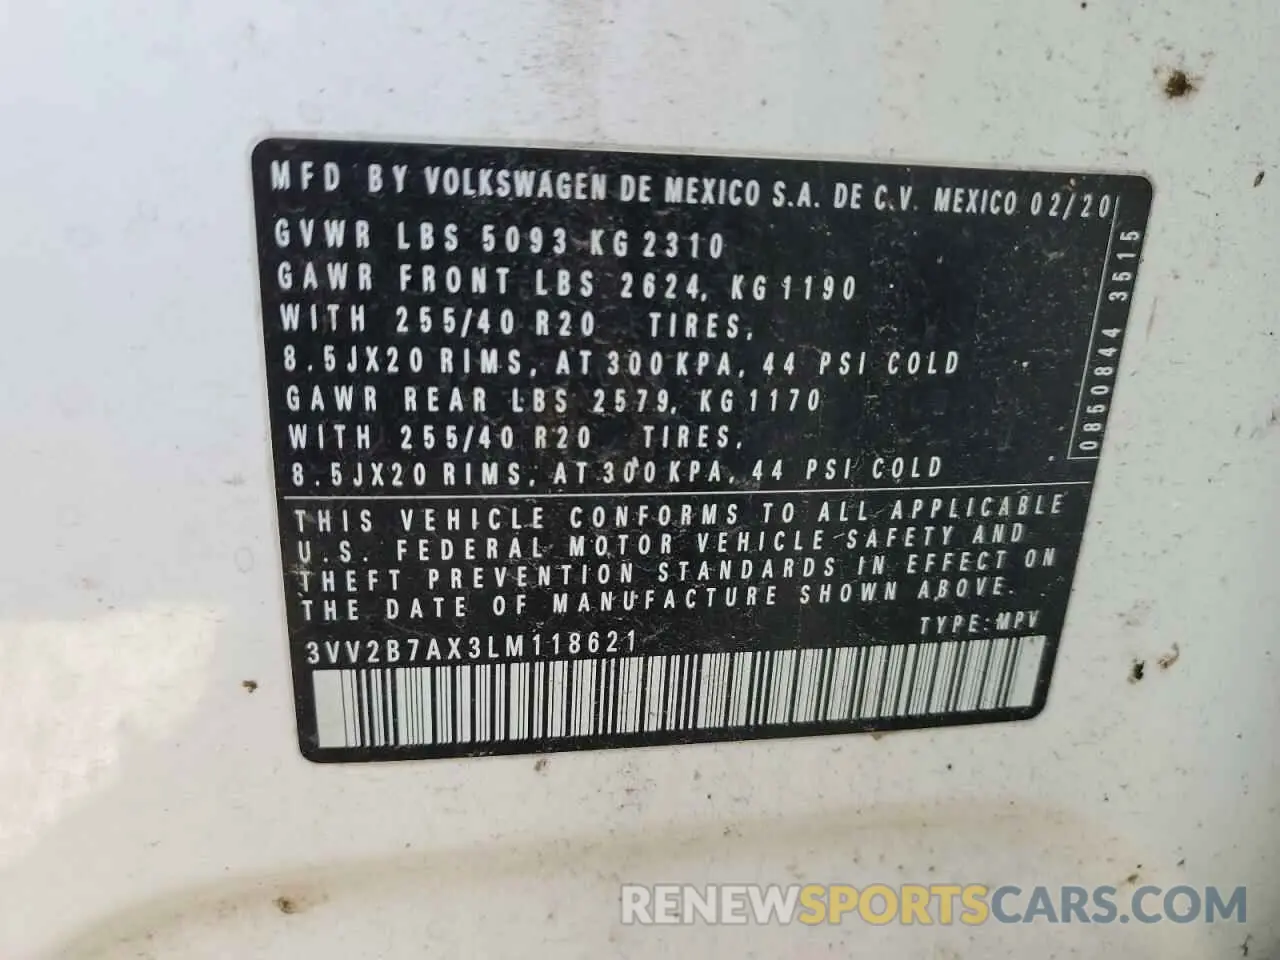 MFD BY VOLKSWAGEN DE MEXICO S.A. DE C.V. MEXICO 02/20
GVWR LBS 5093 KG 2310
GAWR FRONT LBS 2624, KG 1190
WITH 255/40 R20 TIRES,
8.5JX20 RIMS, AT 300KPA, 44 PSI COLD
GAWR REAR LBS 2579, KG 1170
WITH 255/40 R20 TIRES,
8.5JX20 RIMS, AT 300KPA, 44 PSI COLD
0850844 3515
THIS VEHICLE CONFORMS TO ALL APPLICABLE
U.S. FEDERAL MOTOR VEHICLE SAFETY AND
THEFT PREVENTION STANDARDS IN EFFECT ON
THE DATE OF MANUFACTURE SHOWN ABOVE.
TYPE:MPV
3VV2B7AX3LM118621
RENEWSPORTSCARS.COM